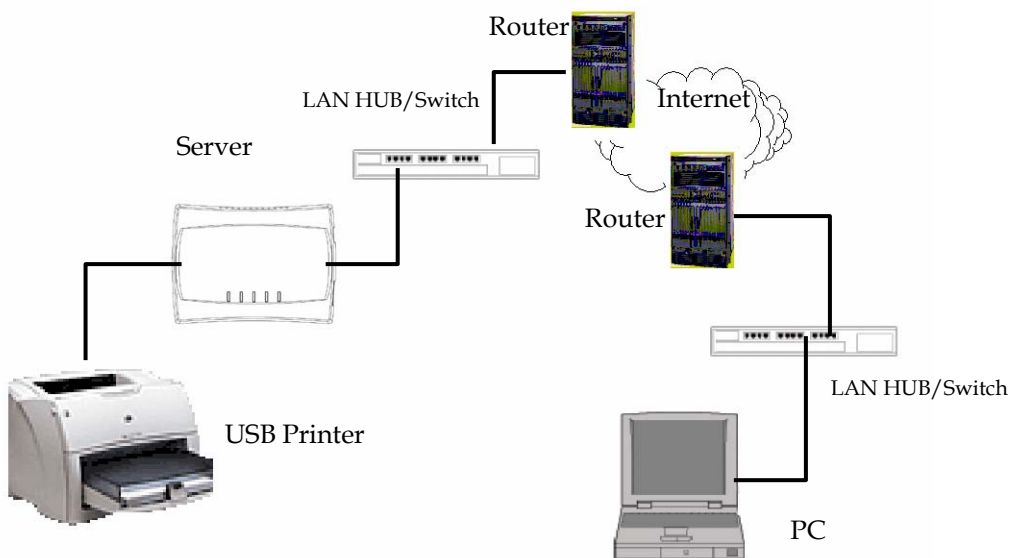 Router
LAN HUB/Switch
Internet
Server
Router
LAN HUB/Switch
USB Printer
PC